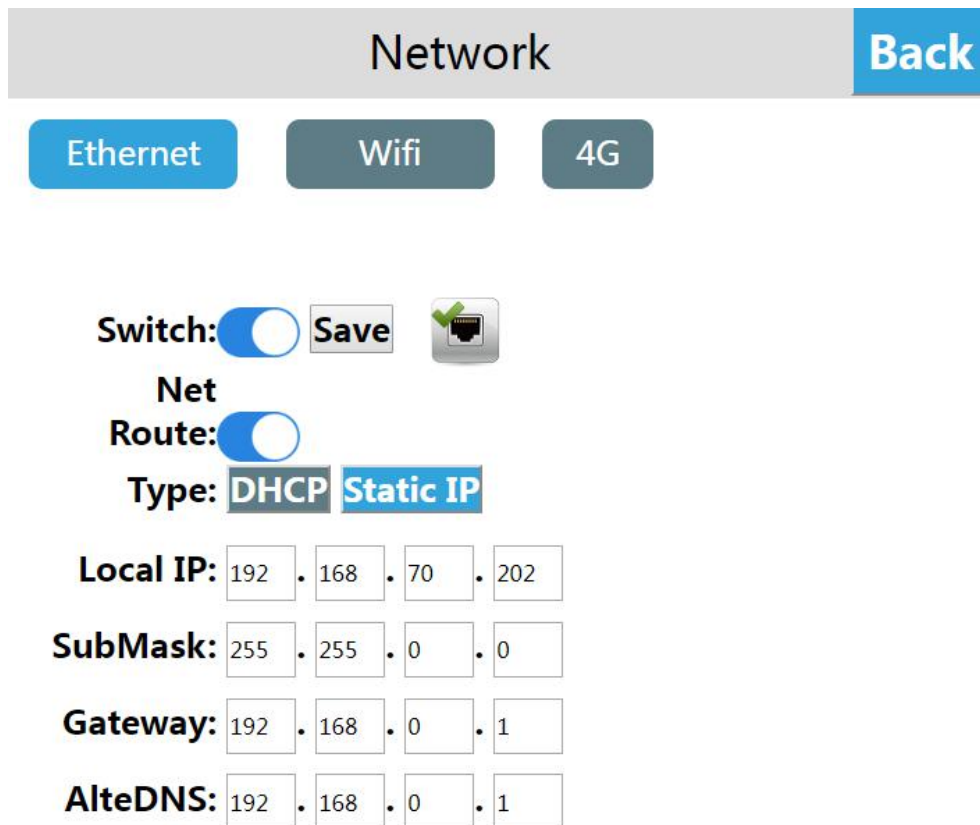 Network Back
Ethernet Wifi 4G
Switch: Save
Net
Route:
Type: DHCP Static IP
Local IP: 192 . 168 . 70 . 202
SubMask: 255 . 255 . 0 . 0
Gateway: 192 . 168 . 0 . 1
AlteDNS: 192 . 168 . 0 . 1